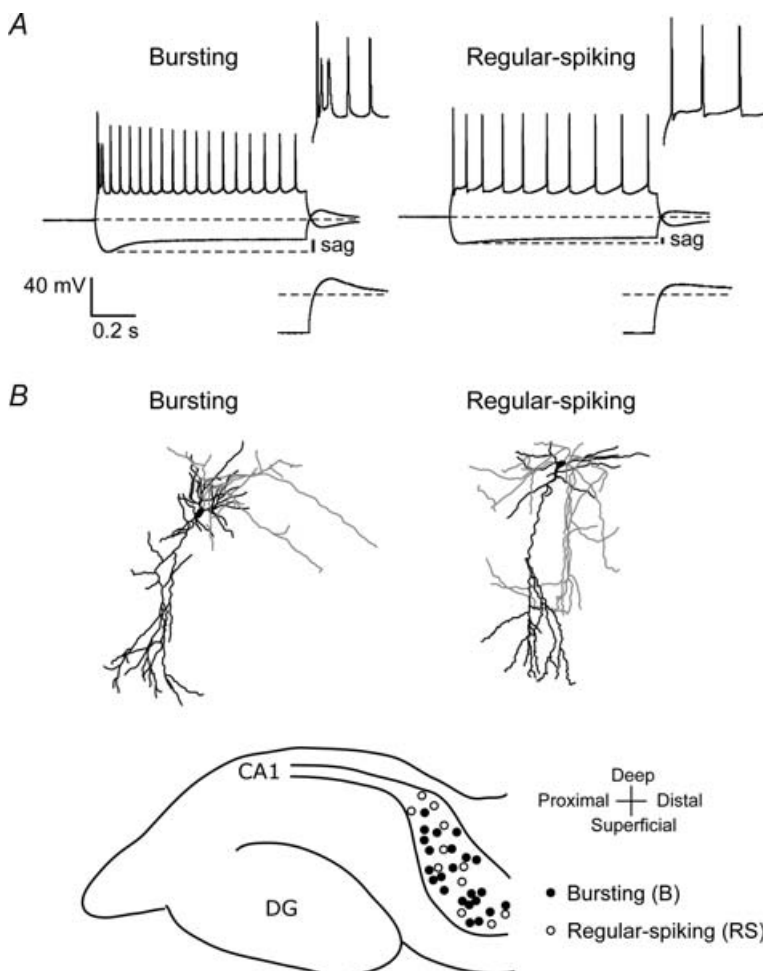 A
Bursting
Regular-spiking
sag
sag
40 mV
0.2 s
B
Bursting
Regular-spiking
CA1
DG
Deep
Proximal
Distal
Superficial
Bursting (B)
Regular-spiking (RS)